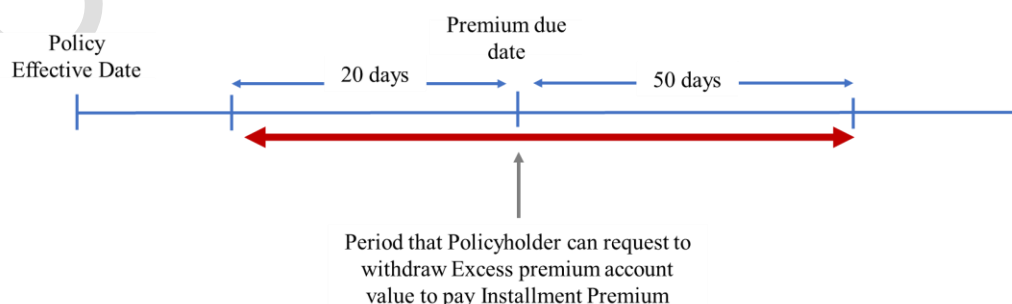 Premium due
date
Policy
Effective Date
20 days
50 days
Period that Policyholder can request to
withdraw Excess premium account
value to pay Installment Premium